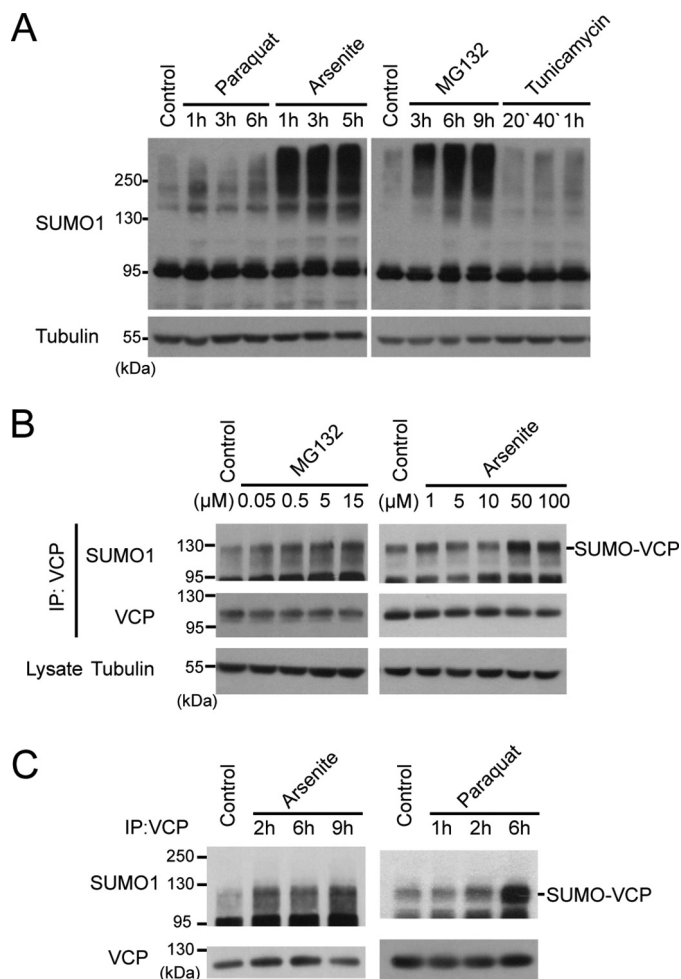 A
Control Paraquat Arsenite Control MG132 Tunicamycin
1h 3h 6h 1h 3h 5h 3h 6h 9h 20` 40` 1h
250
130
SUMO1
95
Tubulin 55
(kDa)
B
Control MG132 Control Arsenite
(µM) 0.05 0.5 5 15 (µM) 1 5 10 50 100
IP: VCP
130
SUMO1 SUMO-VCP
95
130
VCP
95
Lysate Tubulin 55
(kDa)
C
Control Arsenite Control Paraquat
IP:VCP 2h 6h 9h 1h 2h 6h
250
SUMO1 130
SUMO-VCP
95
VCP 130
(kDa)